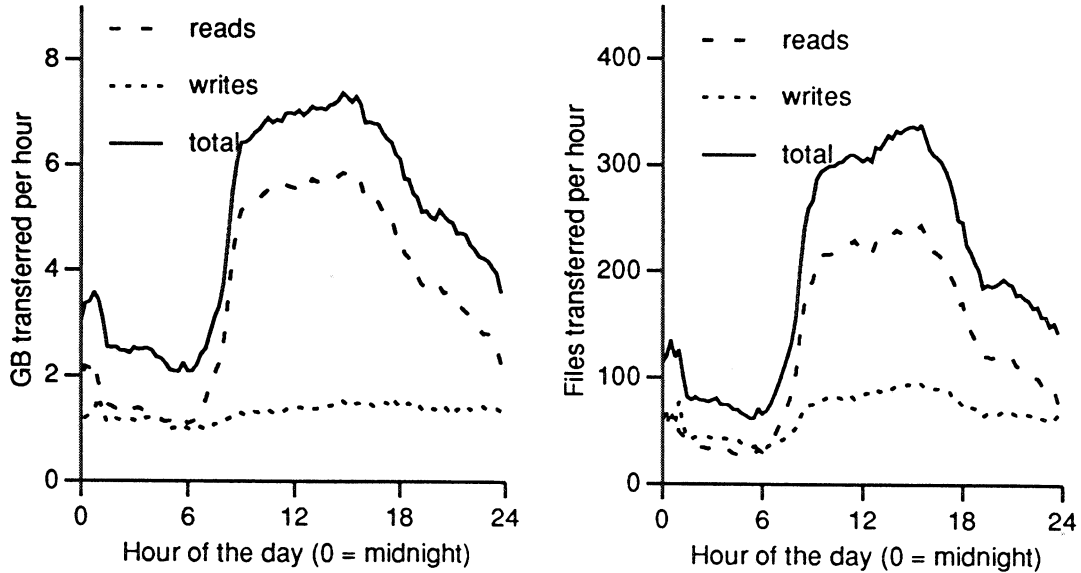 reads
writes
total
8
6
4
2
0
0 6 12 18 24
GB transferred per hour
Hour of the day (0 = midnight)
reads
writes
total
400
300
200
100
0
0 6 12 18 24
Files transferred per hour
Hour of the day (0 = midnight)